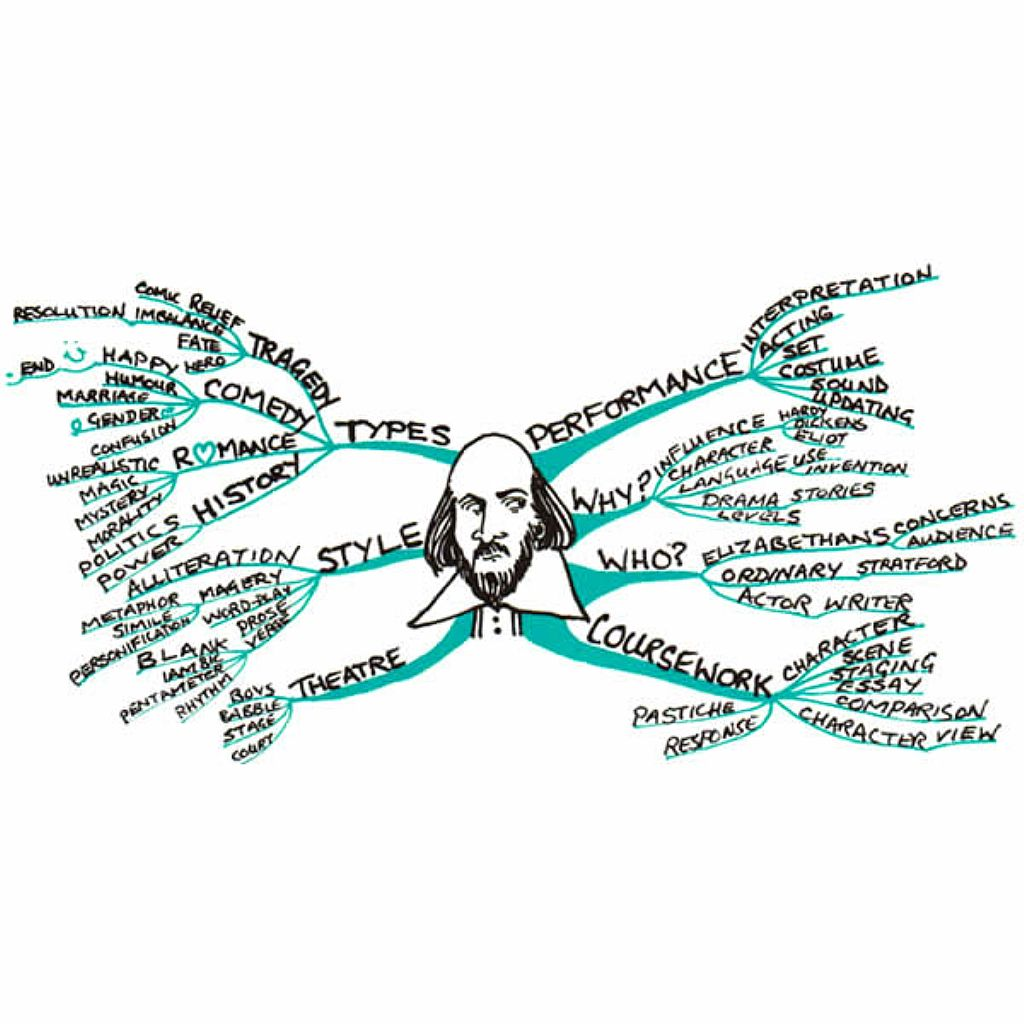 TYPES
TRAGEDY
COMIC RELIEF
RESOLUTION IMBALANCE
FATE
HERO
COMEDY
END HAPPY
HUMOUR
MARRIAGE
GENDER
CONFUSION
R♡MANCE
UNREALISTIC
MAGIC
MYSTERY
MORALITY
HISTORY
POLITICS
POWER
STYLE
ALLITERATION
IMAGERY
METAPHOR
SIMILE
PERSONIFICATION
WORD-PLAY
PROSE
VERSE
BLANK
IAMBIC
PENTAMETER
RHYTHM
THEATRE
BOYS
BABBLE
STAGE
COURT
PERFORMANCE
INTERPRETATION
ACTING
SET
COSTUME
SOUND
UPDATING
WHY?
INFLUENCE
HARDY
DICKENS
ELIOT
CHARACTER
LANGUAGE USE
INVENTION
DRAMA STORIES
LEVELS
WHO?
ELIZABETHANS
CONCERNS
AUDIENCE
ORDINARY STRATFORD
ACTOR WRITER
COURSEWORK
CHARACTER
SCENE
STAGING
ESSAY
COMPARISON
CHARACTER VIEW
PASTICHE
RESPONSE